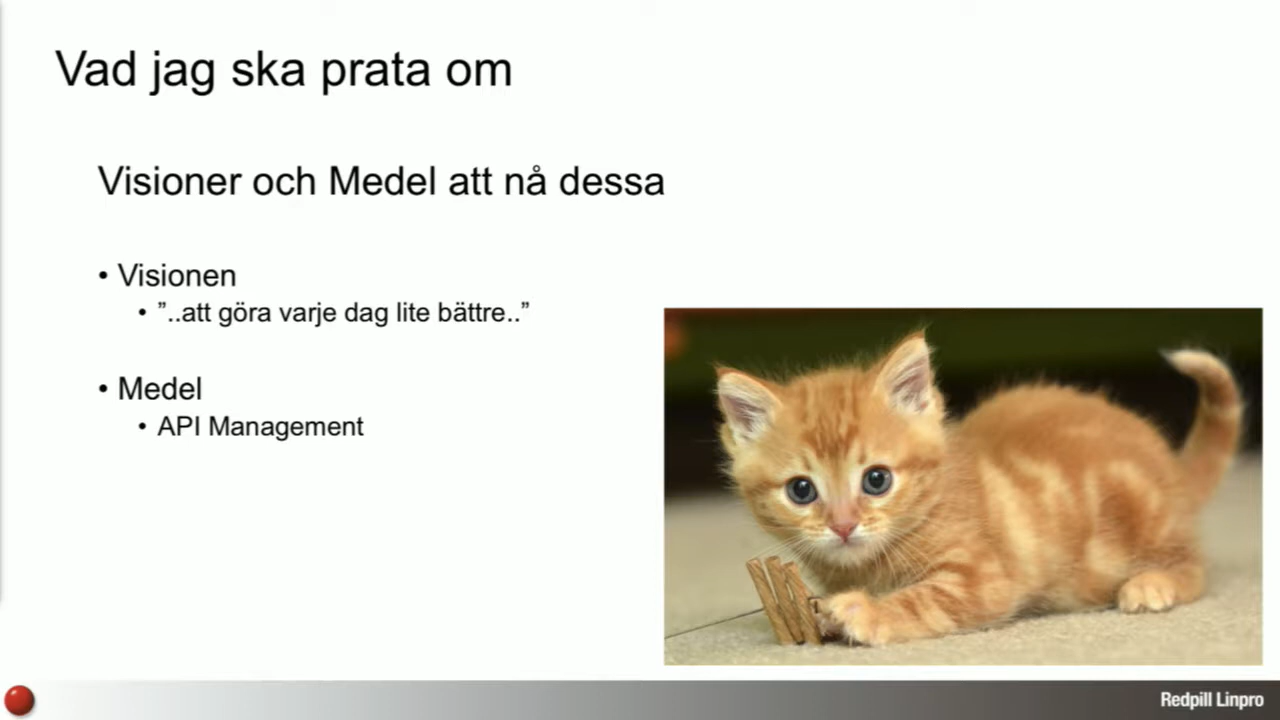 Vad jag ska prata om
Visioner och Medel att nå dessa
• Visionen
• ”..att göra varje dag lite bättre..”
• Medel
• API Management
Redpill Linpro